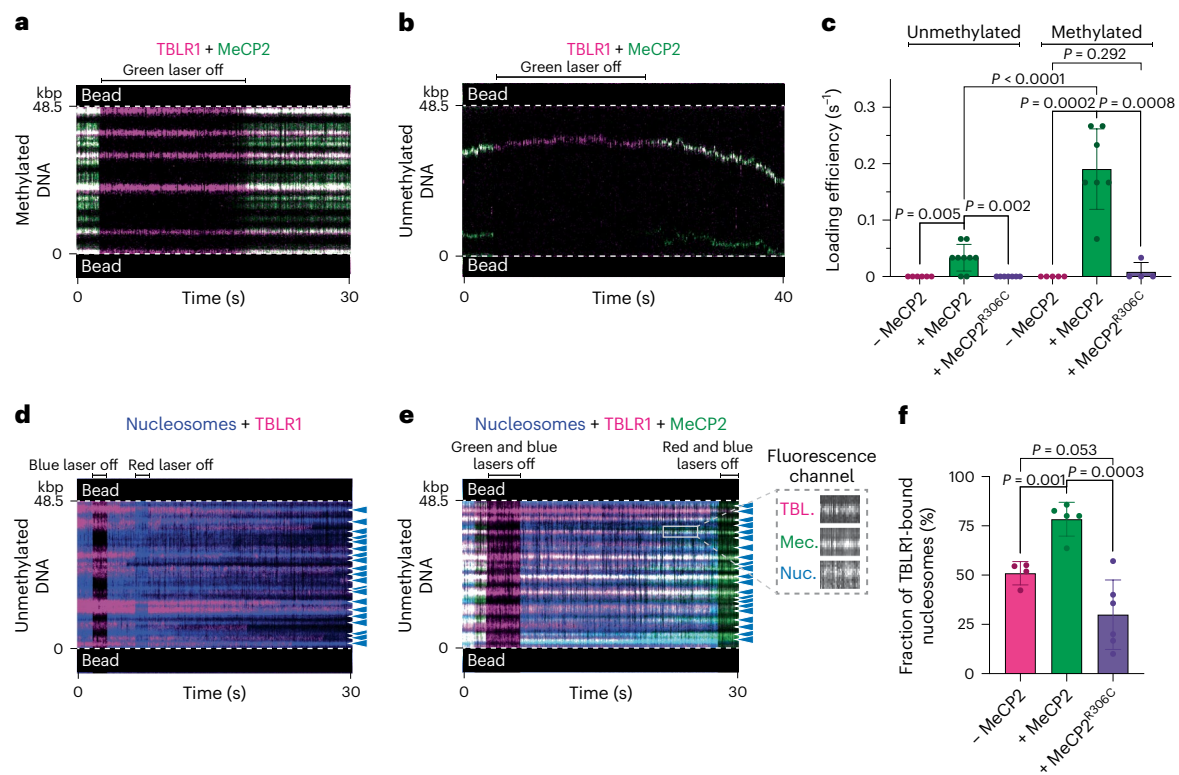 a
TBLR1 + MeCP2
Green laser off
kbp
48.5
Bead
Methylated
DNA
0
Bead
0
Time (s)
30
b
TBLR1 + MeCP2
Green laser off
kbp
48.5
Bead
Unmethylated
DNA
0
Bead
0
Time (s)
40
c
Unmethylated
Methylated
P = 0.292
P < 0.0001
P = 0.0002
P = 0.0008
P = 0.005
P = 0.002
Loading efficiency (s⁻¹)
0.3
0.2
0.1
0
− MeCP2
+ MeCP2
+ MeCP2ᴿ³⁰⁶ᶜ
− MeCP2
+ MeCP2
+ MeCP2ᴿ³⁰⁶ᶜ
d
Nucleosomes + TBLR1
Blue laser off
Red laser off
kbp
48.5
Bead
Unmethylated
DNA
0
Bead
0
Time (s)
30
e
Nucleosomes + TBLR1 + MeCP2
Green and blue
lasers off
Red and blue
lasers off
kbp
48.5
Bead
Unmethylated
DNA
0
Bead
0
Time (s)
30
Fluorescence
channel
TBL.
Mec.
Nuc.
f
P = 0.053
P = 0.001
P = 0.0003
Fraction of TBLR1-bound
nucleosomes (%)
100
75
50
25
0
− MeCP2
+ MeCP2
+ MeCP2ᴿ³⁰⁶ᶜ